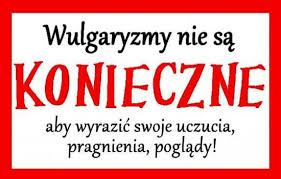 Wulgaryzmy nie są
KONIECZNE
aby wyrazić swoje uczucia,
pragnienia, poglądy!